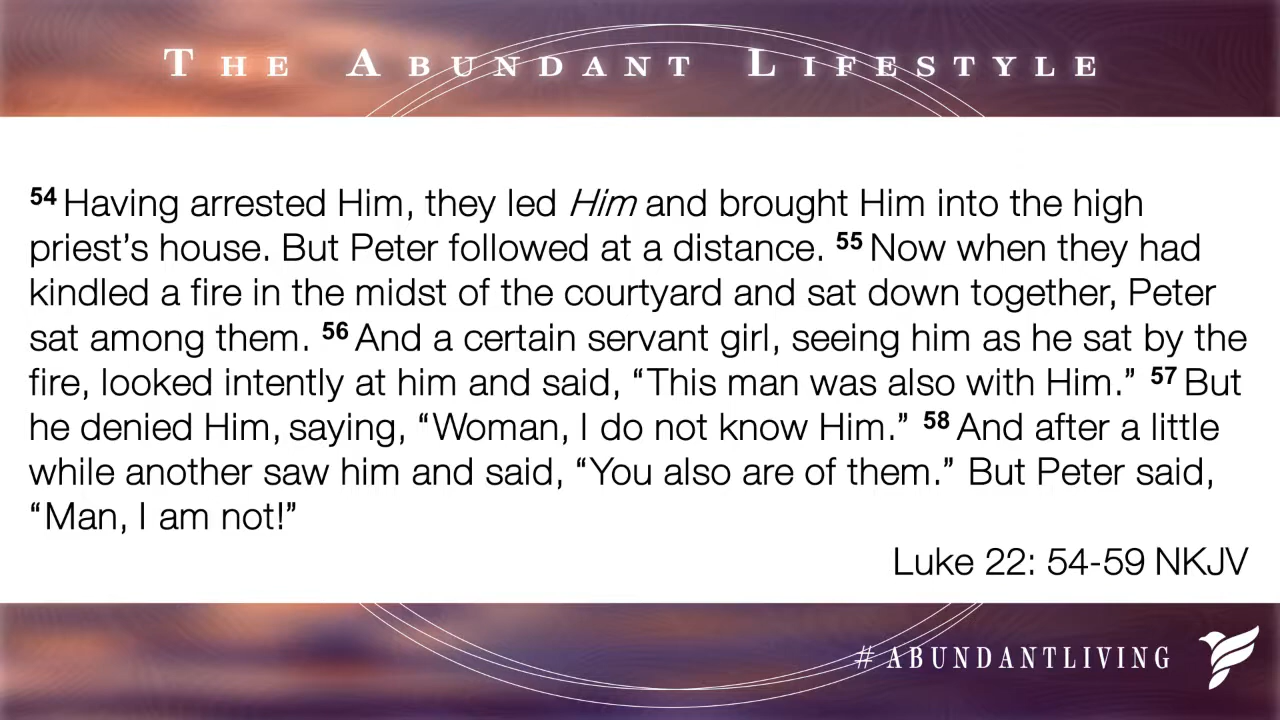 THE ABUNDANT LIFESTYLE
54 Having arrested Him, they led Him and brought Him into the high
priest’s house. But Peter followed at a distance. 55 Now when they had
kindled a fire in the midst of the courtyard and sat down together, Peter
sat among them. 56 And a certain servant girl, seeing him as he sat by the
fire, looked intently at him and said, “This man was also with Him.” 57 But
he denied Him, saying, “Woman, I do not know Him.” 58 And after a little
while another saw him and said, “You also are of them.” But Peter said,
“Man, I am not!”
Luke 22: 54-59 NKJV
#ABUNDANTLIVING